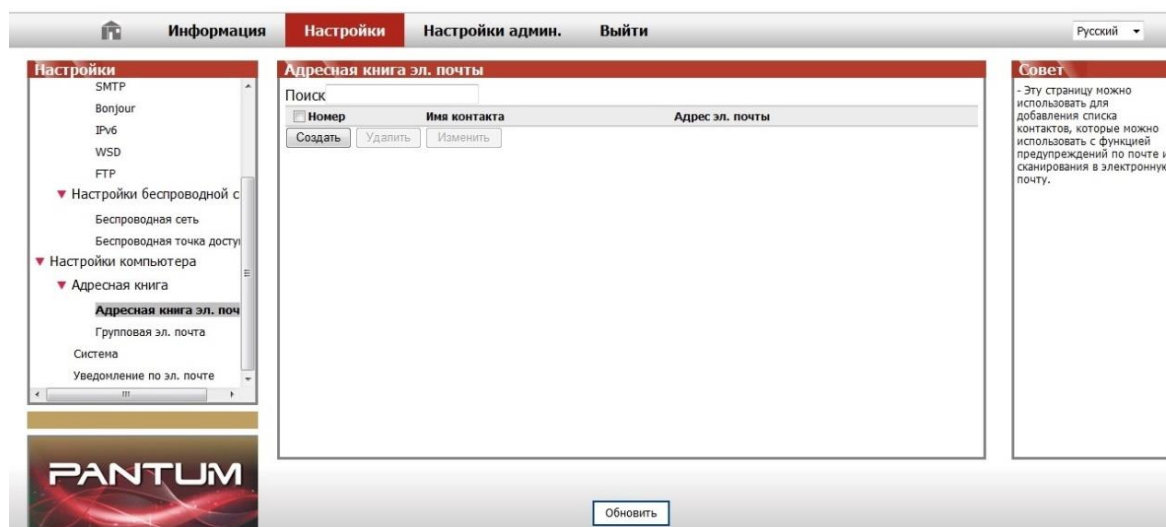 Информация
Настройки
Настройки админ.
Выйти
Русский
Настройки
SMTP
Bonjour
IPv6
WSD
FTP
Настройки беспроводной с
Беспроводная сеть
Беспроводная точка досту
Настройки компьютера
Адресная книга
Адресная книга эл. поч
Групповая эл. почта
Система
Уведомление по эл. почте
PANTUM
Адресная книга эл. почты
Поиск
Номер Имя контакта Адрес эл. почты
Создать Удалить Изменить
Обновить
Совет
- Эту страницу можно
использовать для
добавления списка
контактов, которые можно
использовать с функцией
предупреждений по почте и
сканирования в электронную
почту.